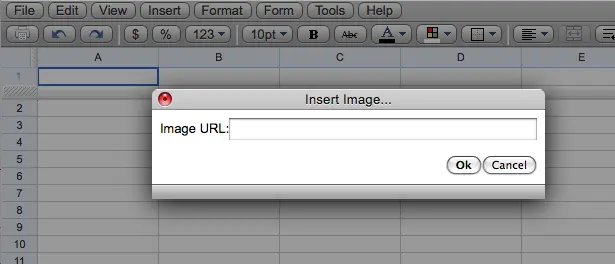 File Edit View Insert Format Form Tools Help
$ % 123 10pt B Abc A
A B C D E
1
Insert Image...
2
3
Image URL:
4
5
Ok Cancel
6
7
8
9
10
11